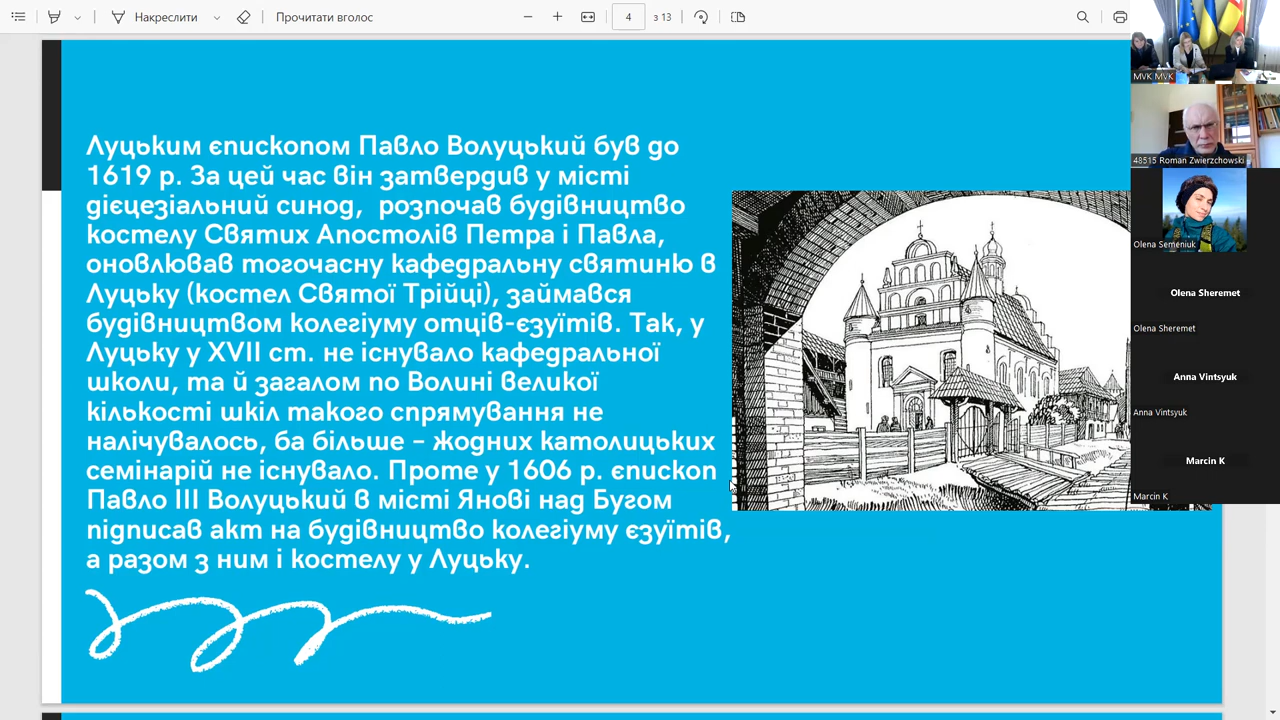 Накреслити
Прочитати вголос
4
з 13
Луцьким єпископом Павло Волуцький був до
1619 р. За цей час він затвердив у місті
дієцезіальний синод, розпочав будівництво
костелу Святих Апостолів Петра і Павла,
оновлював тогочасну кафедральну святиню в
Луцьку (костел Святої Трійці), займався
будівництвом колегіуму отців-єзуїтів. Так, у
Луцьку у XVII ст. не існувало кафедральної
школи, та й загалом по Волині великої
кількості шкіл такого спрямування не
налічувалось, ба більше – жодних католицьких
семінарій не існувало. Проте у 1606 р. єпископ
Павло III Волуцький в місті Янові над Бугом
підписав акт на будівництво колегіуму єзуїтів,
а разом з ним і костелу у Луцьку.
MVK MVK
48515 Roman Zwierzchowski
Olena Semeniuk
Olena Sheremet
Olena Sheremet
Anna Vintsyuk
Anna Vintsyuk
Marcin K
Marcin K